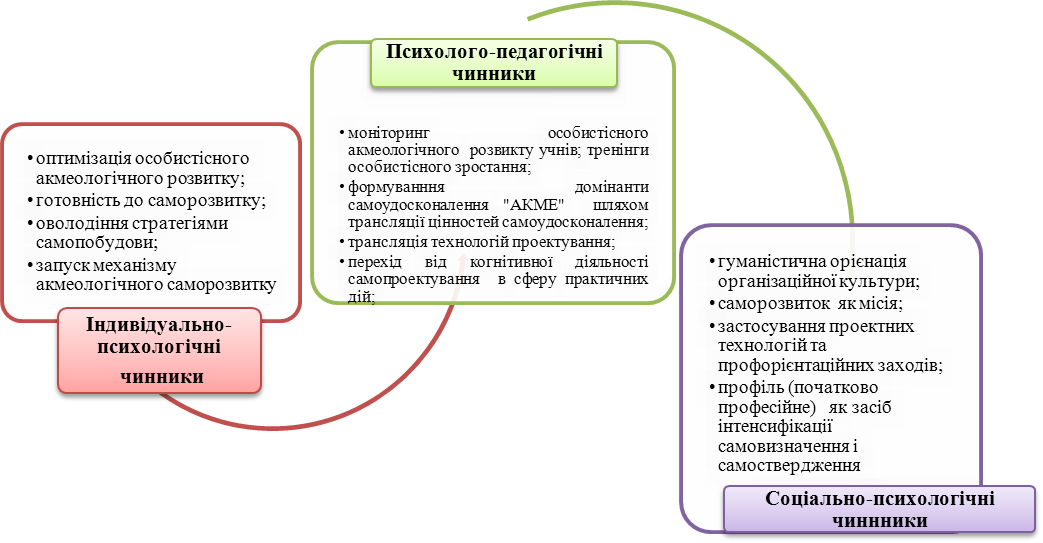 Психолого-педагогічні
чинники
• моніторинг особистісного
акмеологічного розвикту учнів; тренінги
особистісного зростання;
• формуванння домінанти
самоудосконалення "АКМЕ" шляхом
трансляції цінностей самоудосконалення;
• трансляція технологій проектування;
• перехід від когнітивної діяльності
самопроектування в сферу практичних
дій;
• оптимізація особистісного
акмеологічного розвитку;
• готовність до саморозвитку;
• оволодіння стратегіями
самопобудови;
• запуск механізму
акмеологічного саморозвитку
Індивідуально-
психологічні
чинники
• гуманістична орієнація
організаційної культури;
• саморозвиток як місія;
• застосування проектних
технологій та
профорієнтаційних заходів;
• профіль (початково
професійне) як засіб
інтенсифікації
самовизначення і
самоствердження
Соціально-психологічні
чиннники